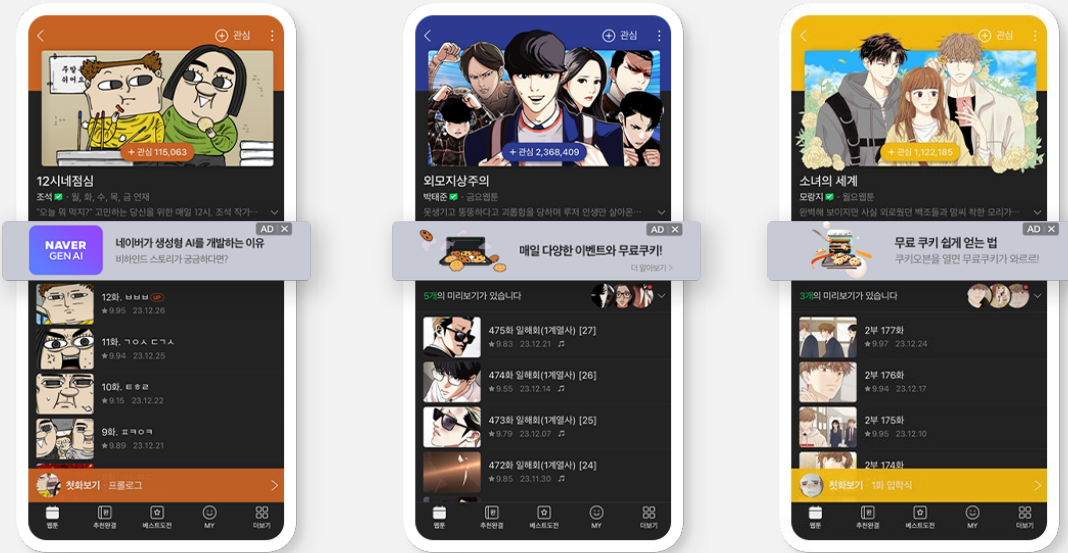 관심
주방은
쉬어요
+ 관심 115,063
12시네점심
조석 · 월, 화, 수, 목, 금 연재
"오늘 뭐 먹지?" 고민하는 당신을 위한 매일 12시, 조석 작가…
AD
NAVER
GEN AI
네이버가 생성형 AI를 개발하는 이유
비하인드 스토리가 궁금하다면?
12화. ㅂㅂㅂ UP
★9.95 23.12.26
11화. ㄱㅇㅅ ㄷㄱㅅ
★9.94 23.12.25
10화. ㅌㅎㄹ
★9.15 23.12.22
9화. ㅍㅋㅇㅋ
★9.89 23.12.21
첫화보기 · 프롤로그
웹툰
추천완결
베스트도전
MY
더보기
관심
+ 관심 2,368,409
외모지상주의
박태준 · 금요웹툰
못생기고 뚱뚱하다고 괴롭힘을 당하며 루저 인생만 살아온…
AD
매일 다양한 이벤트와 무료쿠키!
더 알아보기 >
5개의 미리보기가 있습니다
475화 일해회(1계열사) [27]
★9.83 23.12.21
474화 일해회(1계열사) [26]
★9.55 23.12.14
473화 일해회(1계열사) [25]
★9.79 23.12.07
472화 일해회(1계열사) [24]
★9.85 23.11.30
웹툰
추천완결
베스트도전
MY
더보기
관심
+ 관심 1,122,185
소녀의 세계
모랑지 · 월요웹툰
완벽해 보이지만 사실 외로웠던 백조들과 맘씨 착한 오리가…
AD
무료 쿠키 쉽게 얻는 법
쿠키오븐을 열면 무료쿠키가 와르르!
3개의 미리보기가 있습니다
2부 177화
★9.97 23.12.24
2부 176화
★9.94 23.12.17
2부 175화
★9.95 23.12.10
2부 174화
첫화보기 · 1화 입학식
웹툰
추천완결
베스트도전
MY
더보기